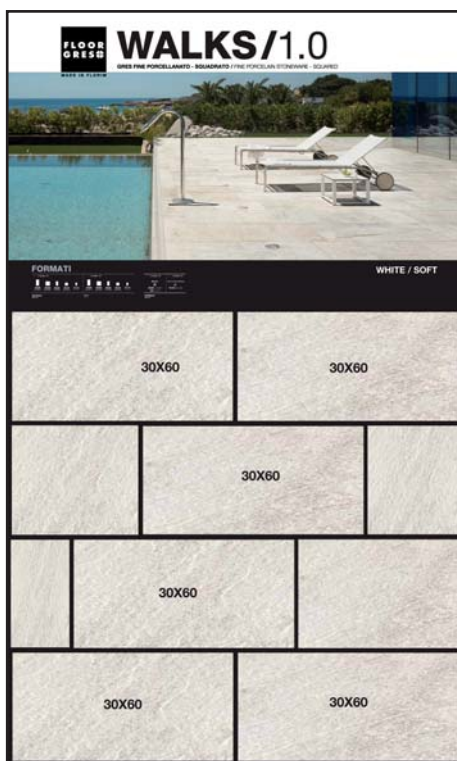 FLOOR
GRES
MADE IN FLORIM
WALKS/1.0
GRES FINE PORCELLANATO - SQUADRATO / FINE PORCELAIN STONEWARE - SQUARED
FORMATI
WHITE / SOFT
30X60
30X60
30X60
30X60
30X60
30X60